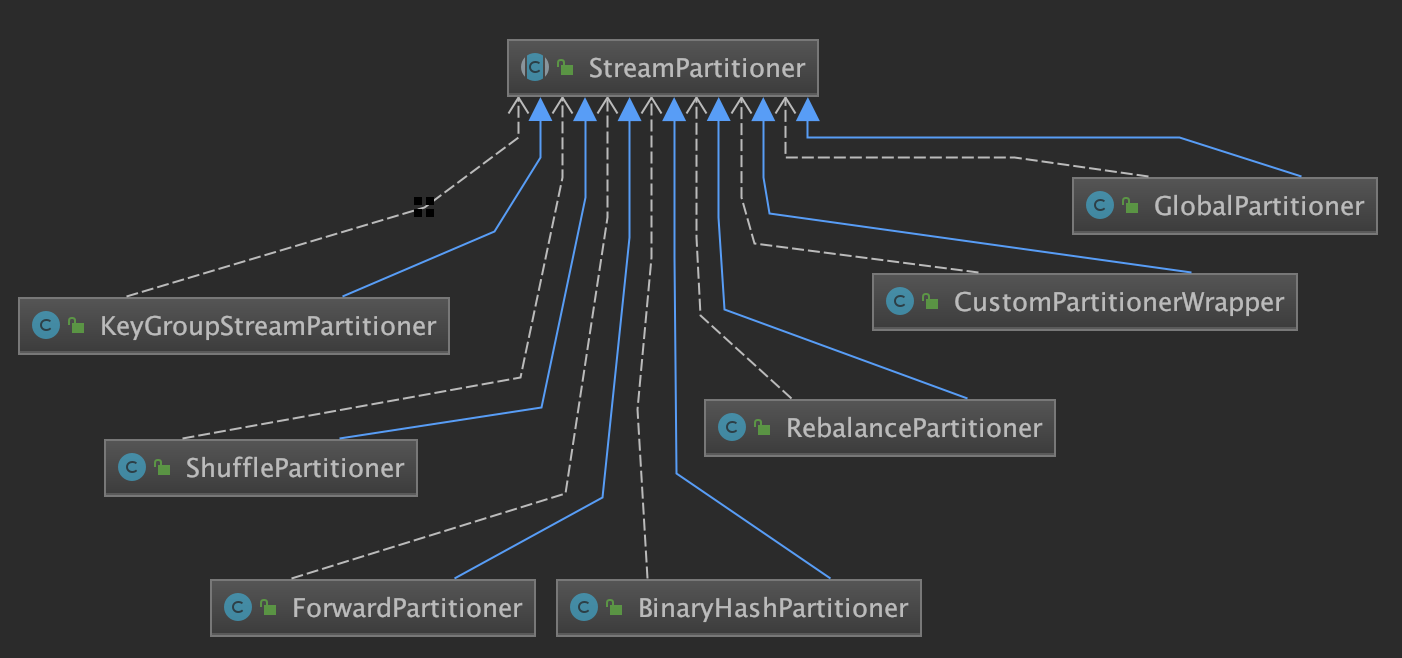 StreamPartitioner
GlobalPartitioner
CustomPartitionerWrapper
KeyGroupStreamPartitioner
RebalancePartitioner
ShufflePartitioner
ForwardPartitioner
BinaryHashPartitioner